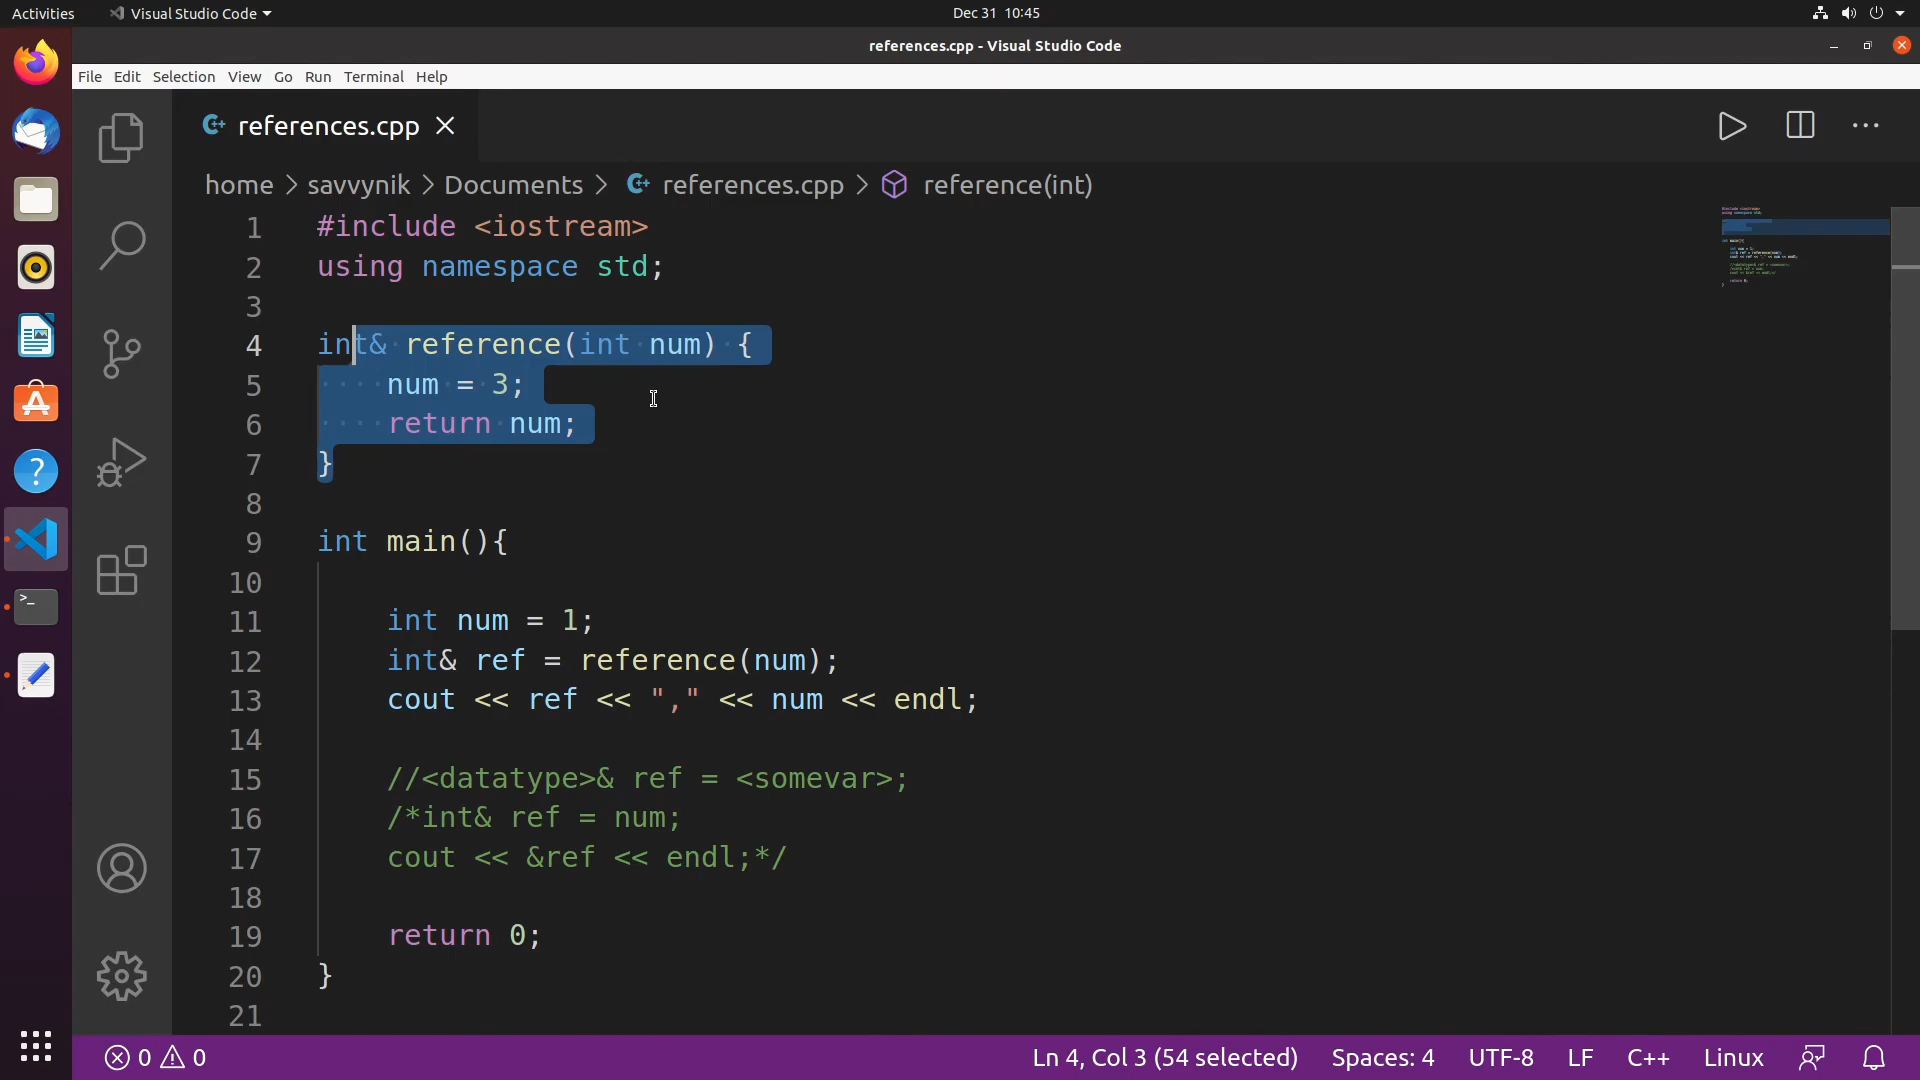 Activities
Visual Studio Code
Dec 31 10:45
references.cpp - Visual Studio Code
File Edit Selection View Go Run Terminal Help
references.cpp
home > savvynik > Documents > references.cpp > reference(int)
1 #include <iostream>
2 using namespace std;
3
4 int& reference(int num) {
5     num = 3;
6     return num;
7 }
8
9 int main(){
10
11     int num = 1;
12     int& ref = reference(num);
13     cout << ref << "," << num << endl;
14
15     //<datatype>& ref = <somevar>;
16     /*int& ref = num;
17     cout << &ref << endl;*/
18
19     return 0;
20 }
21
0 0 Ln 4, Col 3 (54 selected) Spaces: 4 UTF-8 LF C++ Linux